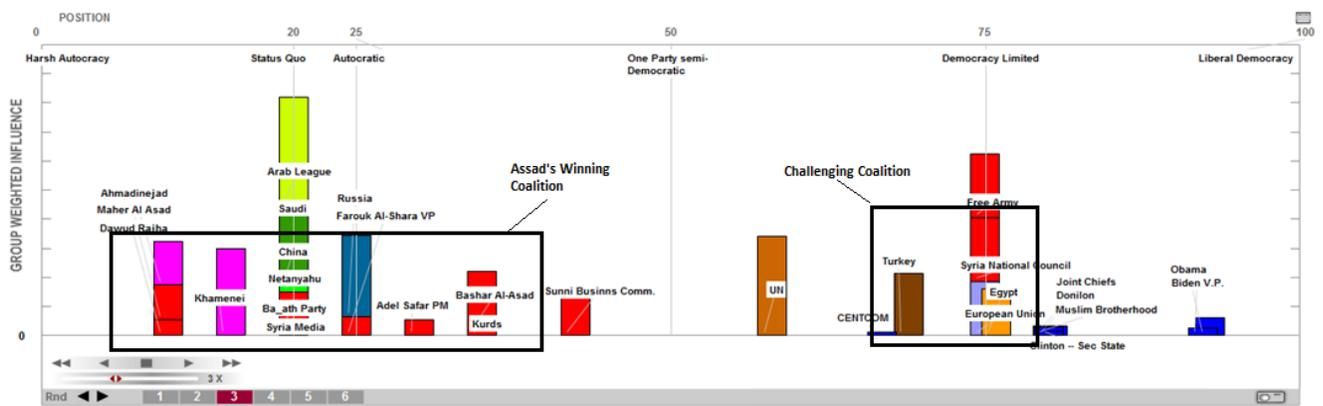 POSITION
0 20 25 50 75 100
Harsh Autocracy Status Quo Autocratic One Party semi- Democracy Limited Liberal Democracy
Democratic
GROUP WEIGHTED INFLUENCE
Assad's Winning
Coalition
Challenging Coalition
Arab League
Ahmadinejad
Maher Al Asad
Dawud Rajha
Saudi
Russia
Farouk Al-Shara VP
Free Army
China
Netanyahu
Khamenei
Ba_ath Party
Syria Media
Adel Safar PM
Bashar Al-Asad
Kurds
Sunni Businns Comm.
UN
Turkey
CENTCOM
Syria National Council
Egypt
European Union
Joint Chiefs
Donilon
Muslim Brotherhood
Clinton -- Sec State
Obama
Biden V.P.
0
3 X
Rnd 1 2 3 4 5 6